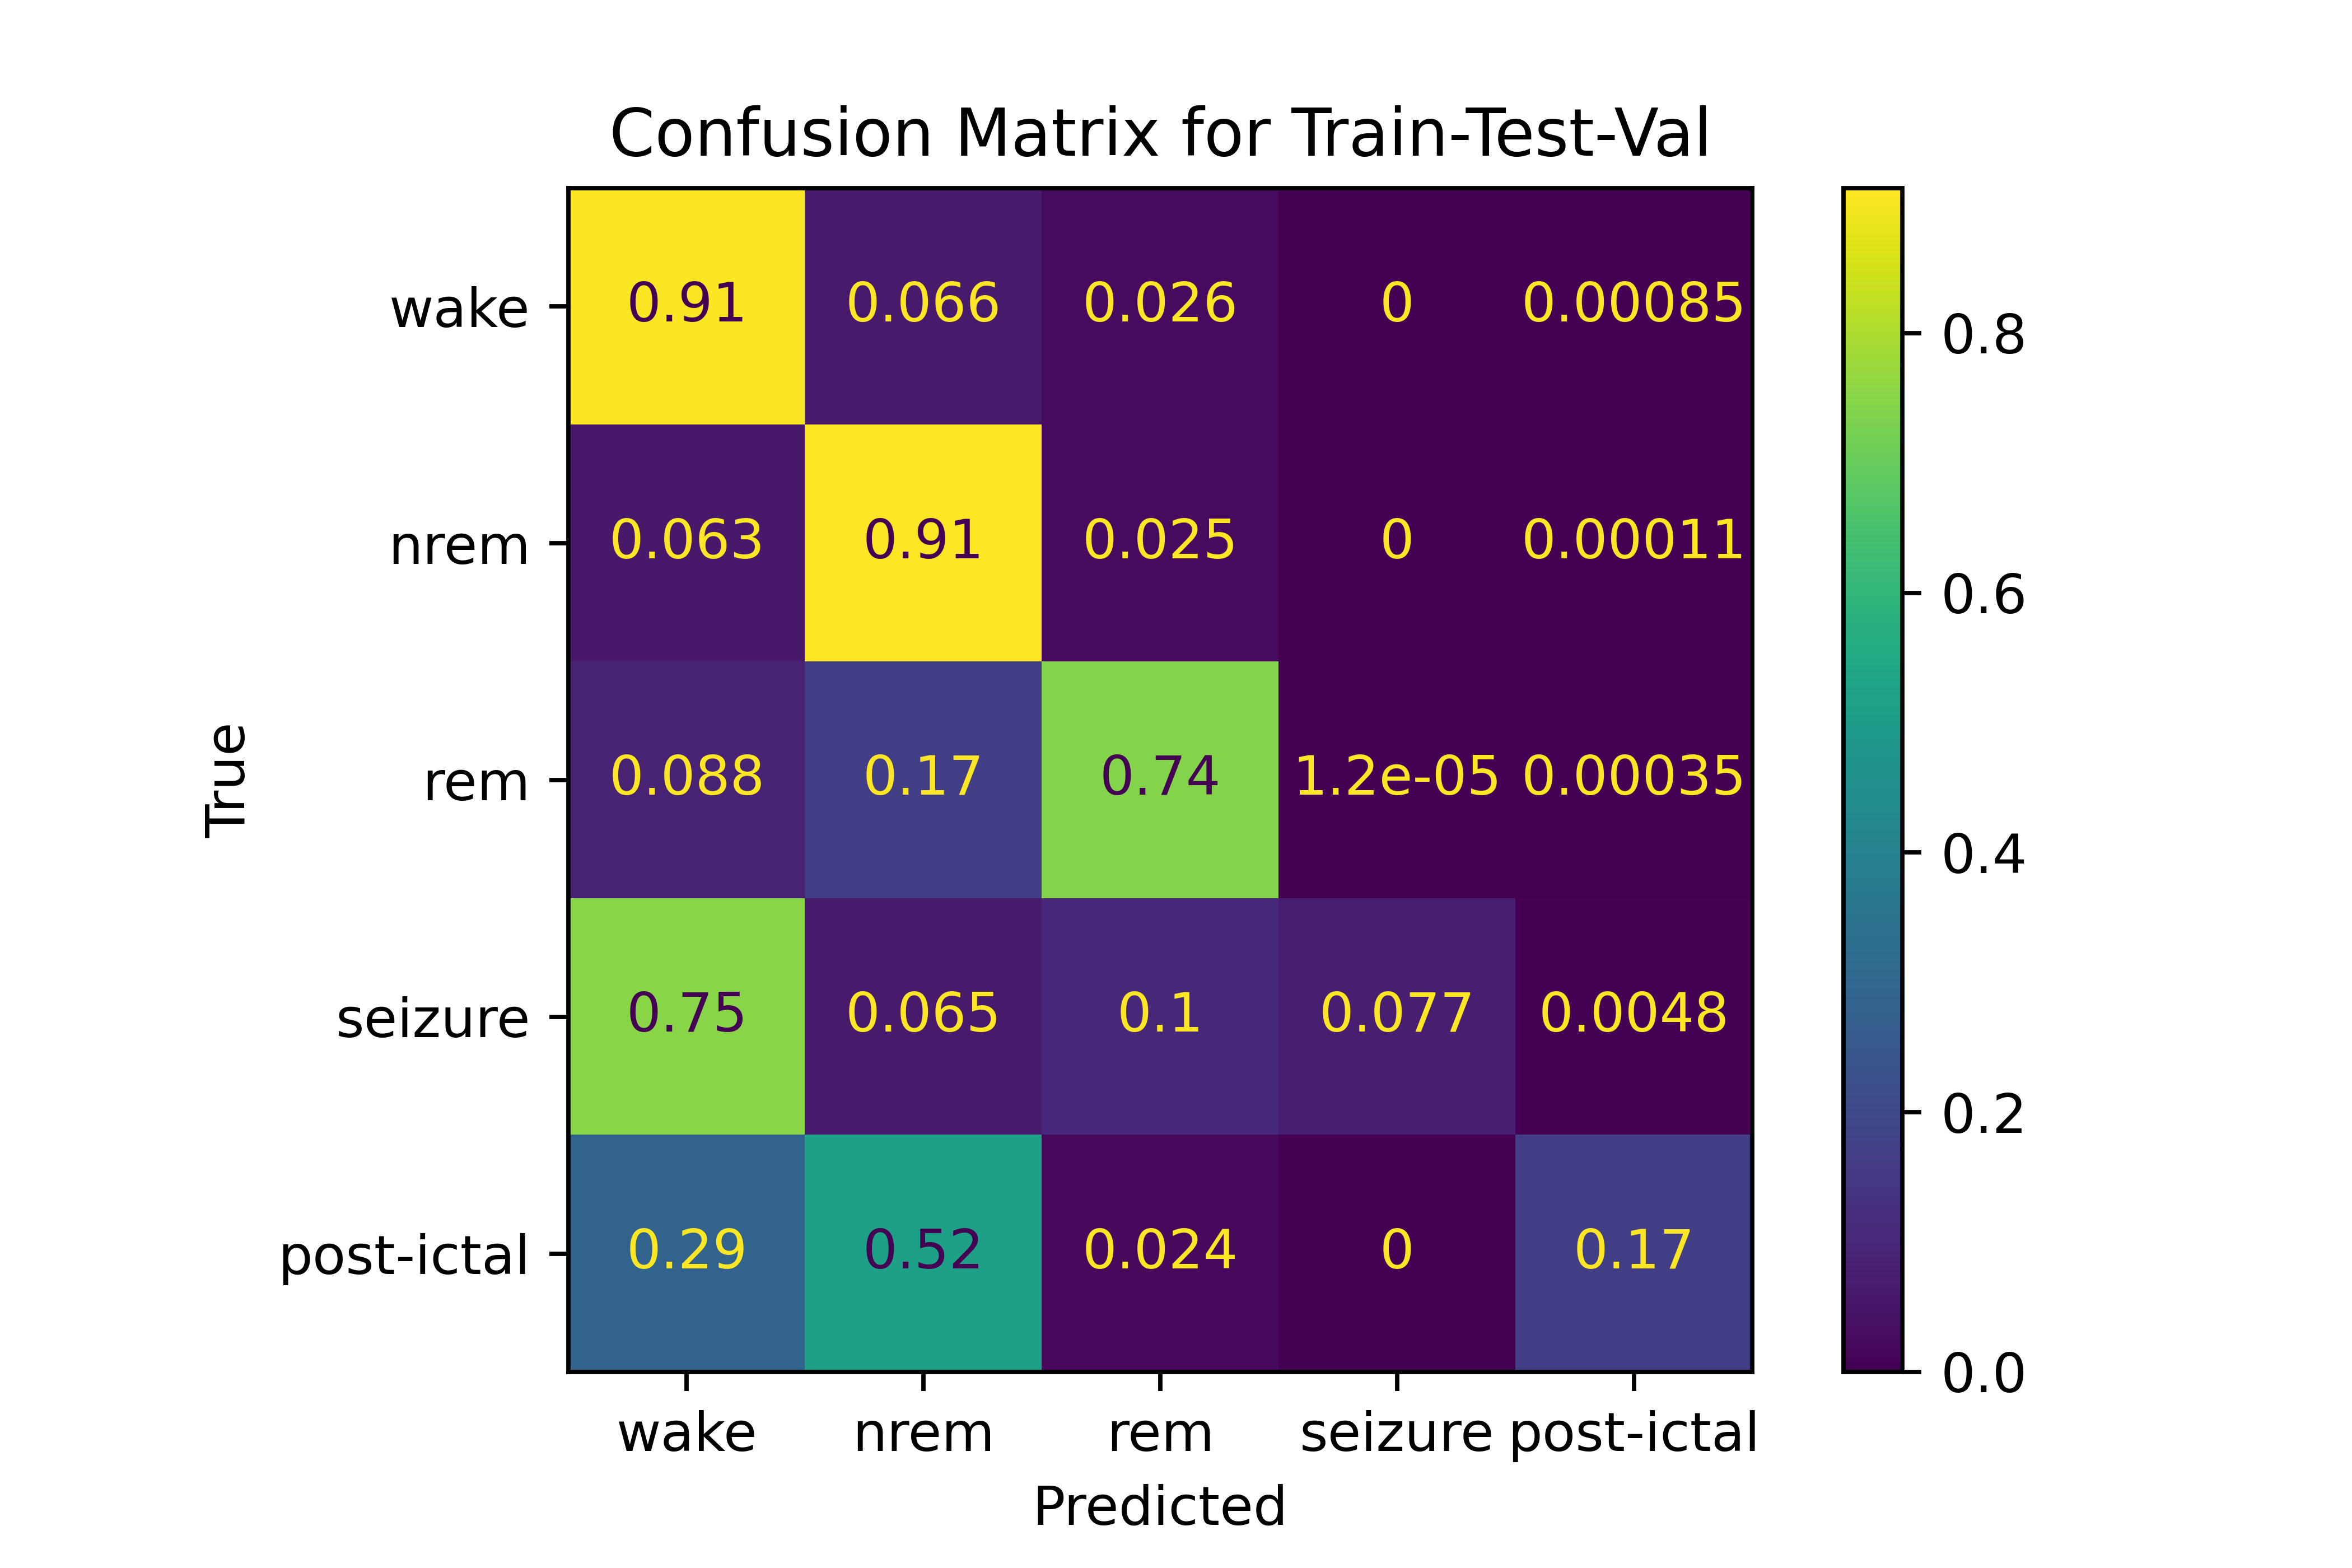 Confusion Matrix for Train-Test-Val
wake 0.91 0.066 0.026 0 0.00085
0.8
nrem 0.063 0.91 0.025 0 0.00011
0.6
True
rem 0.088 0.17 0.74 1.2e-05 0.00035
0.4
seizure 0.75 0.065 0.1 0.077 0.0048
0.2
post-ictal 0.29 0.52 0.024 0 0.17
0.0
wake nrem rem seizure post-ictal
Predicted